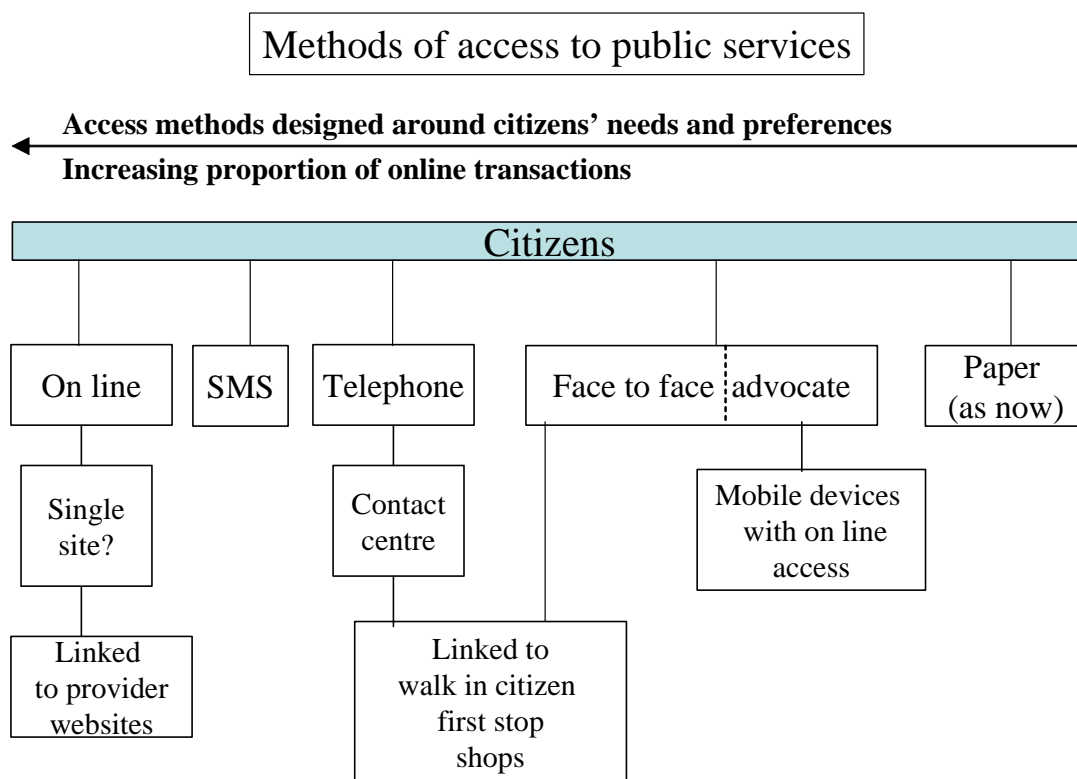 Methods of access to public services
Access methods designed around citizens’ needs and preferences
Increasing proportion of online transactions
Citizens
On line
SMS
Telephone
Face to face
advocate
Paper
(as now)
Single
site?
Contact
centre
Mobile devices
with on line
access
Linked
to provider
websites
Linked to
walk in citizen
first stop
shops